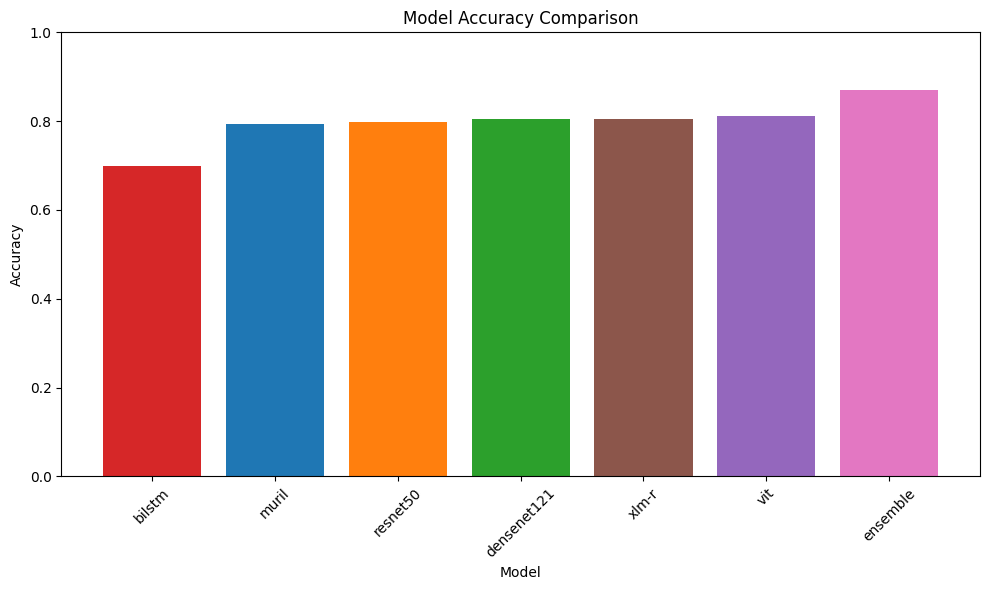 Model Accuracy Comparison
1.0
0.8
0.6
0.4
0.2
0.0
Accuracy
bilstm
muril
resnet50
densenet121
xlm-r
vit
ensemble
Model